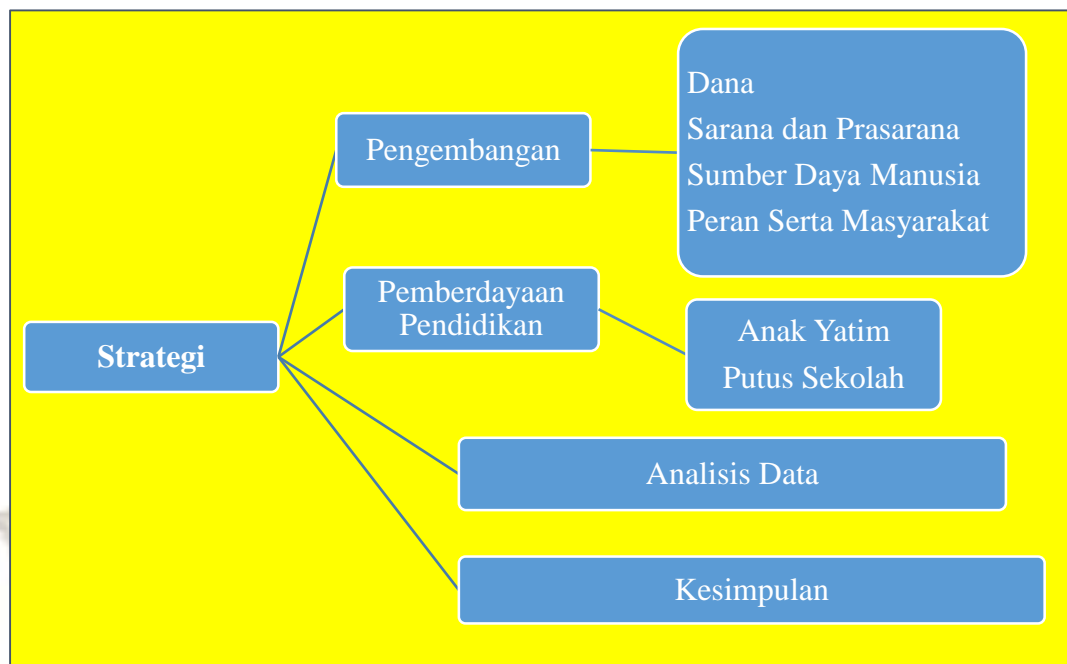 Strategi
Pengembangan
Dana
Sarana dan Prasarana
Sumber Daya Manusia
Peran Serta Masyarakat
Pemberdayaan
Pendidikan
Anak Yatim
Putus Sekolah
Analisis Data
Kesimpulan